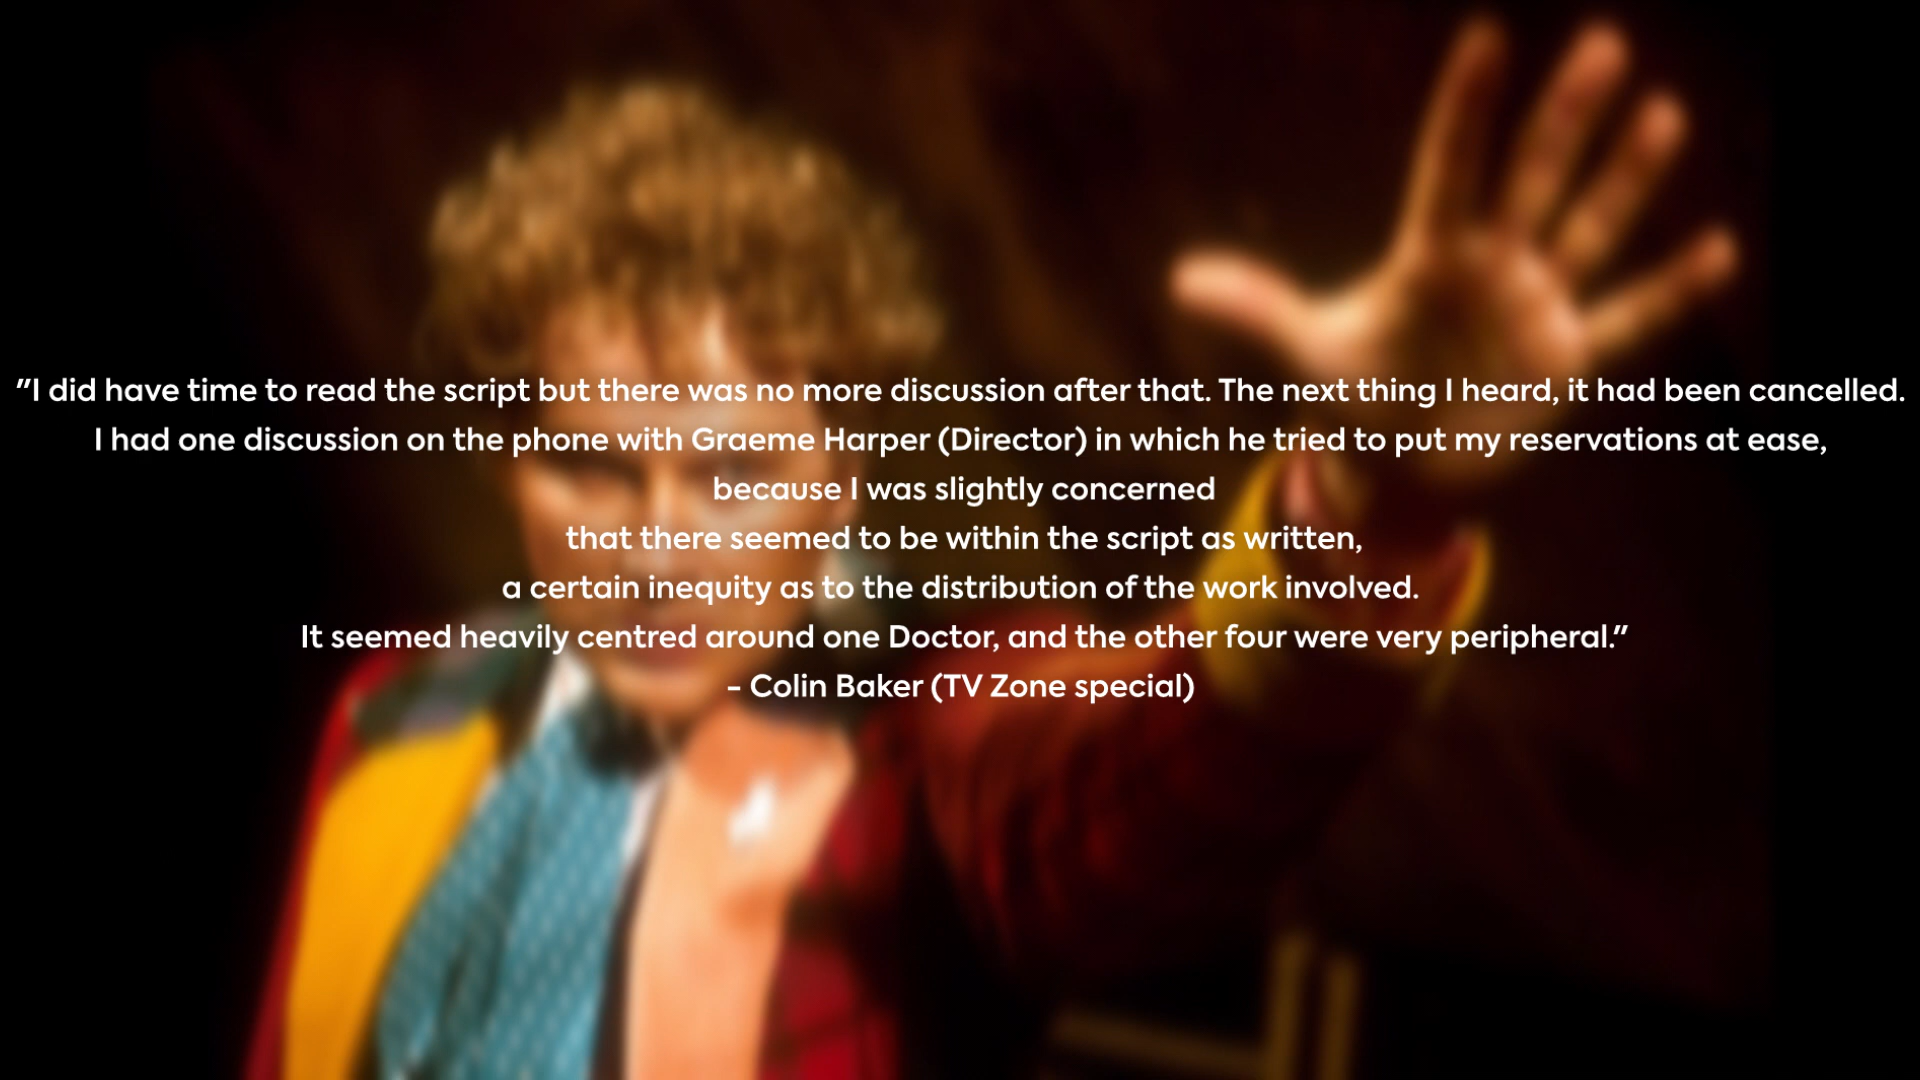 "I did have time to read the script but there was no more discussion after that. The next thing I heard, it had been cancelled.
I had one discussion on the phone with Graeme Harper (Director) in which he tried to put my reservations at ease,
because I was slightly concerned
that there seemed to be within the script as written,
a certain inequity as to the distribution of the work involved.
It seemed heavily centred around one Doctor, and the other four were very peripheral."
- Colin Baker (TV Zone special)